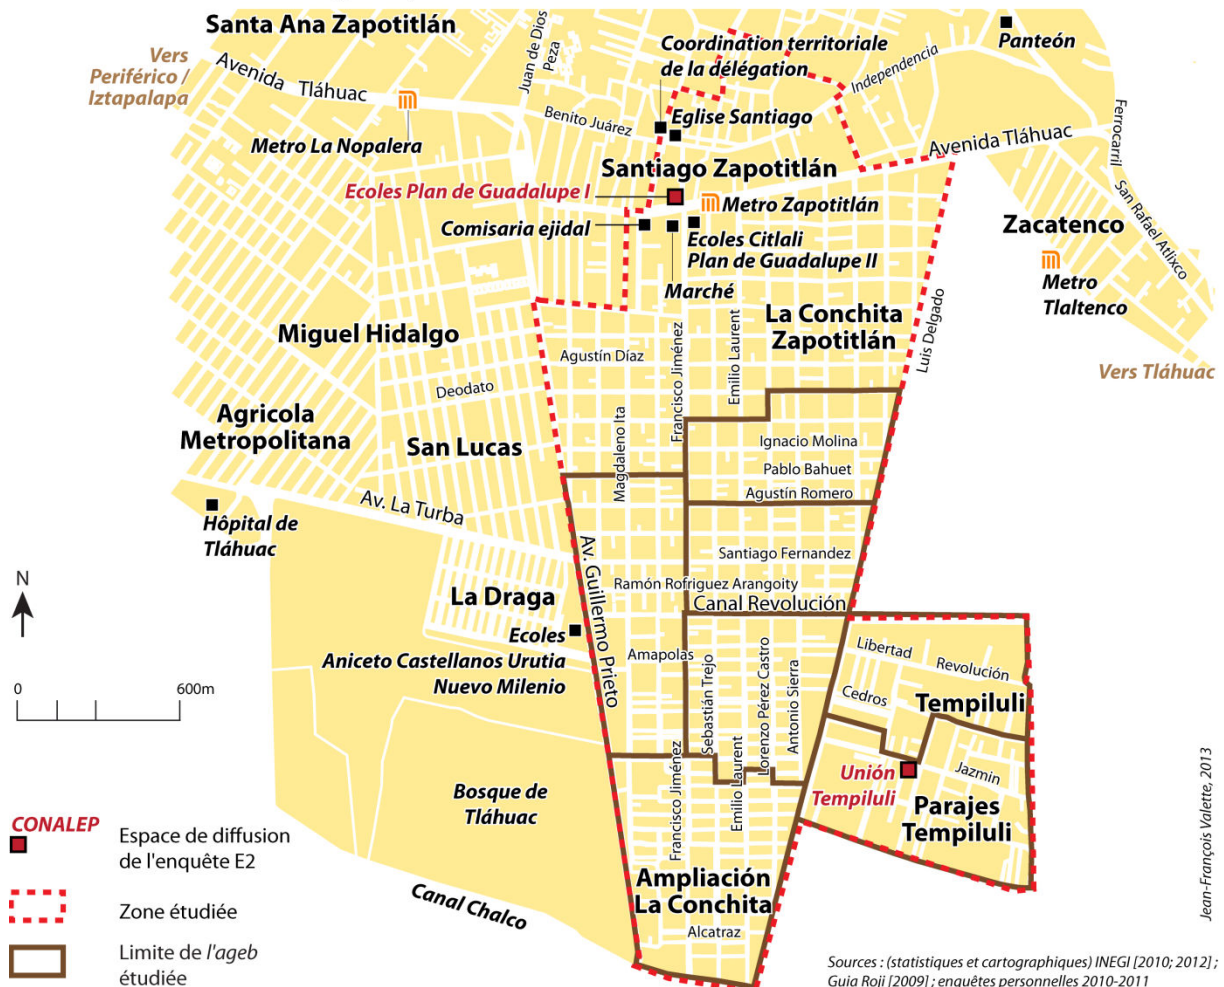 Santa Ana Zapotitlán
Vers
Periférico /
Iztapalapa
Avenida Tláhuac
Juan de Dios
Peza
Metro La Nopalera
Benito Juárez
Coordination territoriale
de la délégation
Eglise Santiago
Independencia
Panteón
Ferrocarril San Rafael Atlixco
Avenida Tláhuac
Santiago Zapotitlán
Ecoles Plan de Guadalupe I
Metro Zapotitlán
Comisaria ejidal
Ecoles Citlali
Plan de Guadalupe II
Marché
Zacatenco
Metro
Tlaltenco
Vers Tláhuac
La Conchita
Zapotitlán
Luis Delgado
Miguel Hidalgo
Agustín Díaz
Francisco Jiménez
Emilio Laurent
Deodato
Agricola
Metropolitana
San Lucas
Magdaleno Ita
Ignacio Molina
Pablo Bahuet
Agustín Romero
Av. La Turba
Hôpital de
Tláhuac
Av. Guillermo Prieto
Santiago Fernandez
Ramón Rofriguez Arangoity
Canal Revolución
La Draga
Ecoles
Aniceto Castellanos Urutia
Nuevo Milenio
Amapolas
Sebastián Trejo
Lorenzo Pérez Castro
Antonio Sierra
Libertad
Revolución
Cedros
Tempiluli
Jazmin
Unión
Tempiluli
Parajes
Tempiluli
Francisco Jiménez
Emilio Laurent
Bosque de
Tláhuac
Ampliación
La Conchita
Alcatraz
Canal Chalco
N
0 600m
CONALEP
Espace de diffusion
de l'enquête E2
Zone étudiée
Limite de l'ageb
étudiée
Jean-François Valette, 2013
Sources : (statistiques et cartographiques) INEGI [2010; 2012] ;
Guia Roji [2009] ; enquêtes personnelles 2010-2011